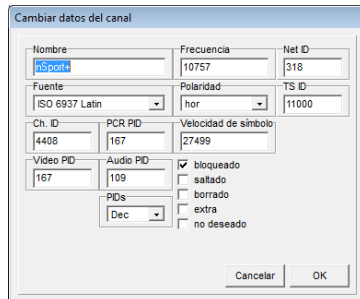 Cambiar datos del canal
Nombre Frecuencia Net ID
nSport+ 10757 318
Fuente Polaridad TS ID
ISO 6937 Latin hor 11000
Ch. ID PCR PID Velocidad de símbolo
4408 167 27499
Video PID Audio PID bloqueado
167 109 saltado
PIDs borrado
Dec extra
no deseado
Cancelar OK